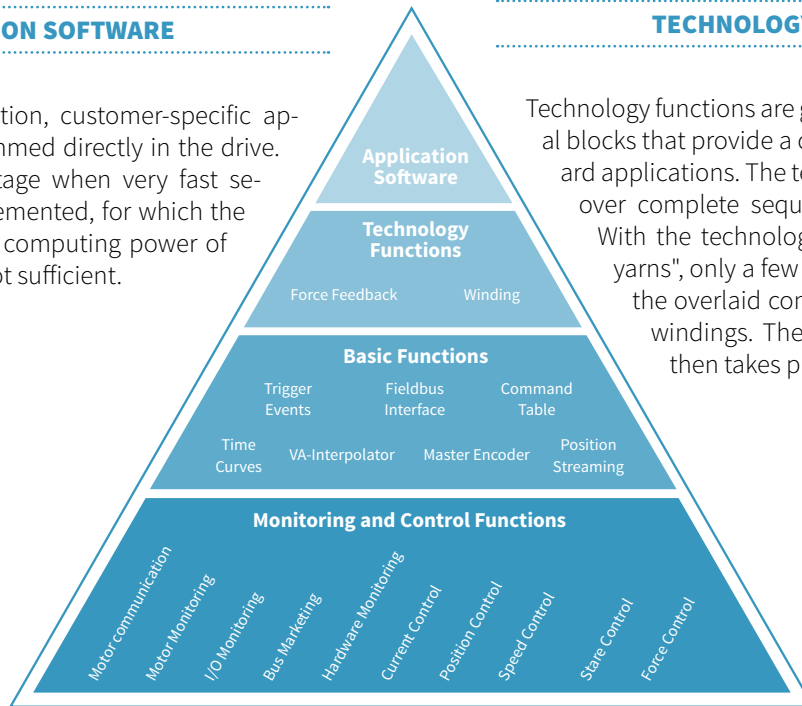 ON SOFTWARE
tion, customer-specific ap-
mmed directly in the drive.
tage when very fast se-
emented, for which the
computing power of
ot sufficient.
TECHNOLOGY
Technology functions are g
al blocks that provide a c
ard applications. The te
over complete sequ
With the technolog
yarns", only a few
the overlaid con
windings. The
then takes p
Application
Software
Technology
Functions
Force Feedback Winding
Basic Functions
Trigger Fieldbus Command
Events Interface Table
Time VA-Interpolator Master Encoder Position
Curves Streaming
Monitoring and Control Functions
Motor communication
Motor Monitoring
I/O Monitoring
Bus Marketing
Hardware Monitoring
Current Control
Position Control
Speed Control
Stare Control
Force Control